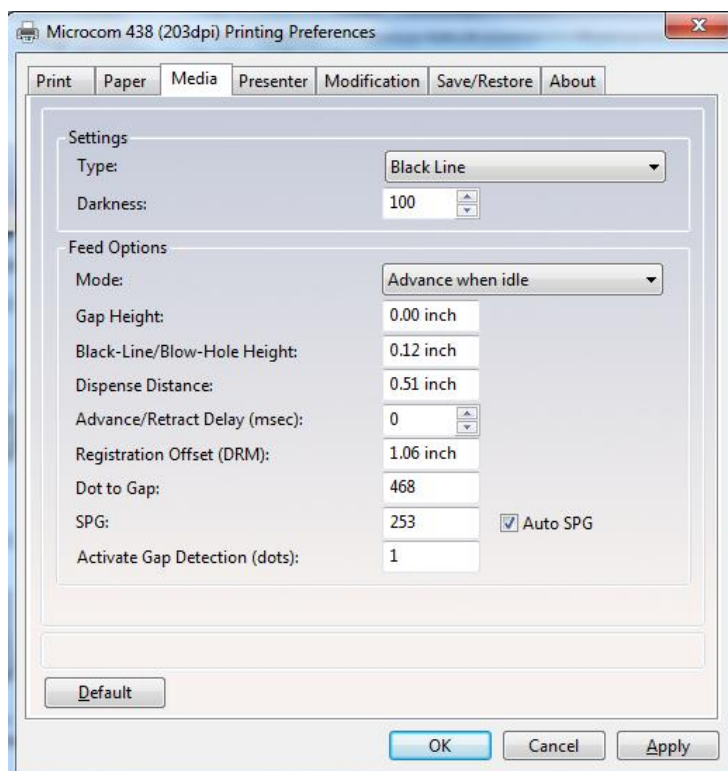 Microcom 438 (203dpi) Printing Preferences
Print Paper Media Presenter Modification Save/Restore About
Settings
Type: Black Line
Darkness: 100
Feed Options
Mode: Advance when idle
Gap Height: 0.00 inch
Black-Line/Blow-Hole Height: 0.12 inch
Dispense Distance: 0.51 inch
Advance/Retract Delay (msec): 0
Registration Offset (DRM): 1.06 inch
Dot to Gap: 468
SPG: 253 Auto SPG
Activate Gap Detection (dots): 1
Default
OK Cancel Apply